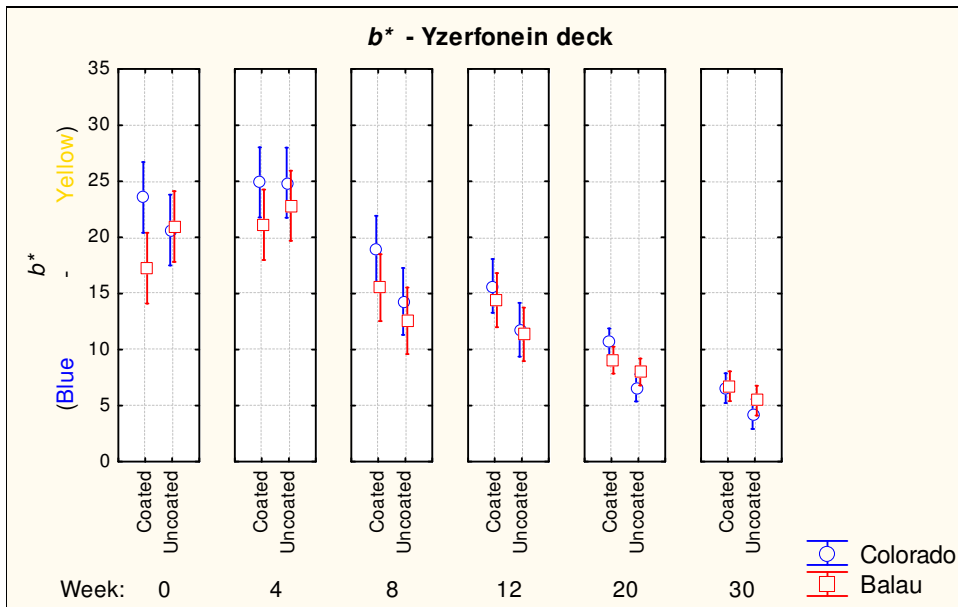 b* - Yzerfonein deck
35
30
25
20
15
10
5
0
b*
(Blue - Yellow)
Coated
Uncoated
Coated
Uncoated
Coated
Uncoated
Coated
Uncoated
Coated
Uncoated
Coated
Uncoated
Week: 0 4 8 12 20 30
Colorado
Balau